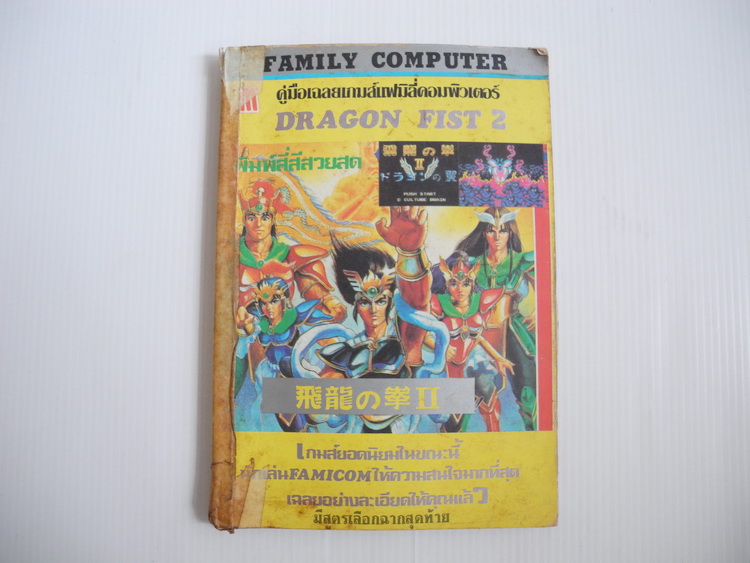 FAMILY COMPUTER
คู่มือเฉลยเกมส์แฟมิลี่คอมพิวเตอร์
DRAGON FIST 2
พิมพ์สี่สีสวยสด
飛龍の拳
II
ドラゴンの翼
PUSH START
© CULTURE BRAIN
飛龍の拳II
เกมส์ยอดนิยมในขณะนี้
นักเล่นFAMICOMให้ความสนใจมากที่สุด
เฉลยอย่างละเอียดให้คุณแล้ว
มีสูตรเลือกฉากสุดท้าย